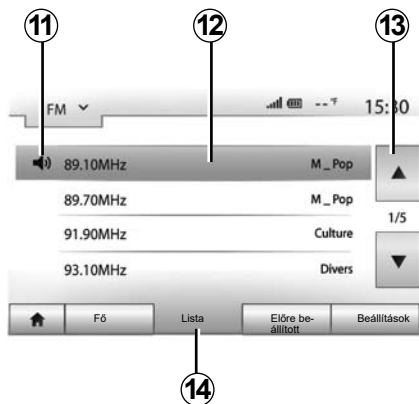 11 12 13
FM --°F 15:30
89.10MHz M_Pop
89.70MHz M_Pop
1/5
91.90MHz Culture
93.10MHz Divers
Fő Lista Előre be-
állított Beállítások
14